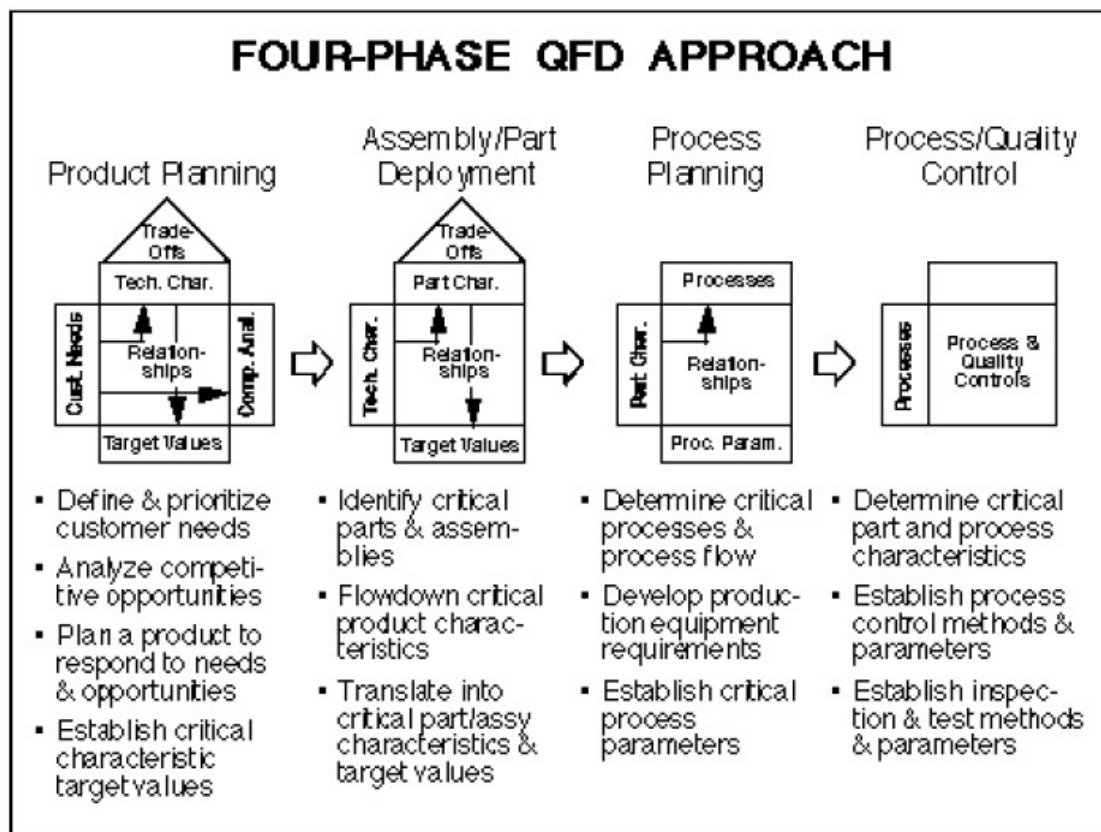 FOUR-PHASE QFD APPROACH
Product Planning
Assembly/Part
Deployment
Process
Planning
Process/Quality
Control
Trade-
Offs
Tech. Char.
Cust. Needs
Relation-
ships
Comp. Anal.
Target Values
Trade-
Offs
Part Char.
Tech. Char.
Relation-
ships
Target Values
Processes
Part. Char.
Relation-
ships
Proc. Param.
Processes
Process &
Quality
Controls
▪ Define & prioritize
customer needs
▪ Analyze competi-
tive opportunities
▪ Plan a product to
respond to needs
& opportunities
▪ Establish critical
characteristic
target values
▪ Identify critical
parts & assem-
blies
▪ Flowdown critical
product charac-
teristics
▪ Translate into
critical part/assy
characteristics &
target values
▪ Determine critical
processes &
process flow
▪ Develop produc-
tion equipment
requirements
▪ Establish critical
process
parameters
▪ Determine critical
part and process
characteristics
▪ Establish process
control methods &
parameters
▪ Establish inspec-
tion & test methods
& parameters